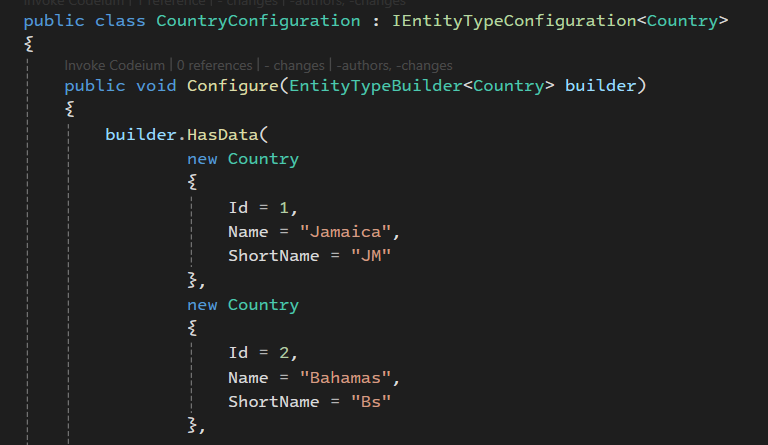 Invoke Codeium | 1 reference | - changes | -authors, -changes
public class CountryConfiguration : IEntityTypeConfiguration<Country>
{
Invoke Codeium | 0 references | - changes | -authors, -changes
public void Configure(EntityTypeBuilder<Country> builder)
{
builder.HasData(
new Country
{
Id = 1,
Name = "Jamaica",
ShortName = "JM"
},
new Country
{
Id = 2,
Name = "Bahamas",
ShortName = "Bs"
},